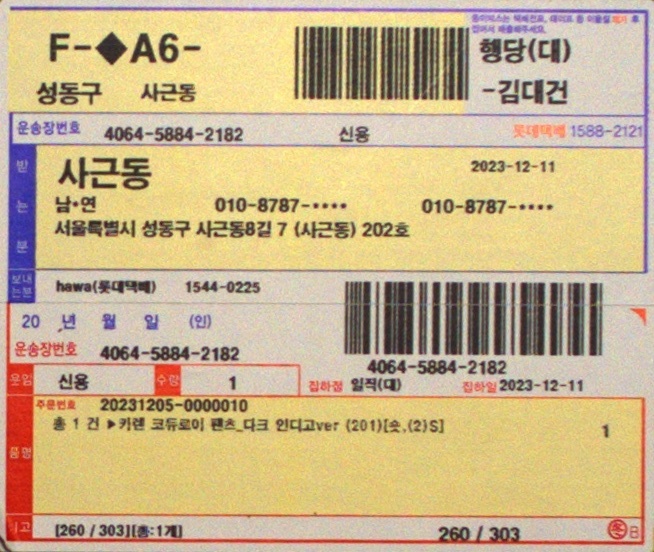 종이박스는 택배전표, 테이프 등 이물질 제거 후
접어서 배출해주세요.
F-◆A6-
행당(대)
성동구 사근동
-김대건
운송장번호 4064-5884-2182 신용 롯데택배 1588-2121
받는분
사근동 2023-12-11
남*연 010-8787-**** 010-8787-****
서울특별시 성동구 사근동8길 7 (사근동) 202호
보내는분
hawa(롯데택배) 1544-0225
20 년 월 일 (인)
운송장번호 4064-5884-2182
4064-5884-2182
운임 신용 수량 1 집하점 일직(대) 집하일 2023-12-11
주문번호 20231205-0000010
총 1 건 ▶카렌 코듀로이 팬츠_다크 인디고ver (201)[숏,(2)S] 1
품명
[260 / 303][총:1개] 260 / 303